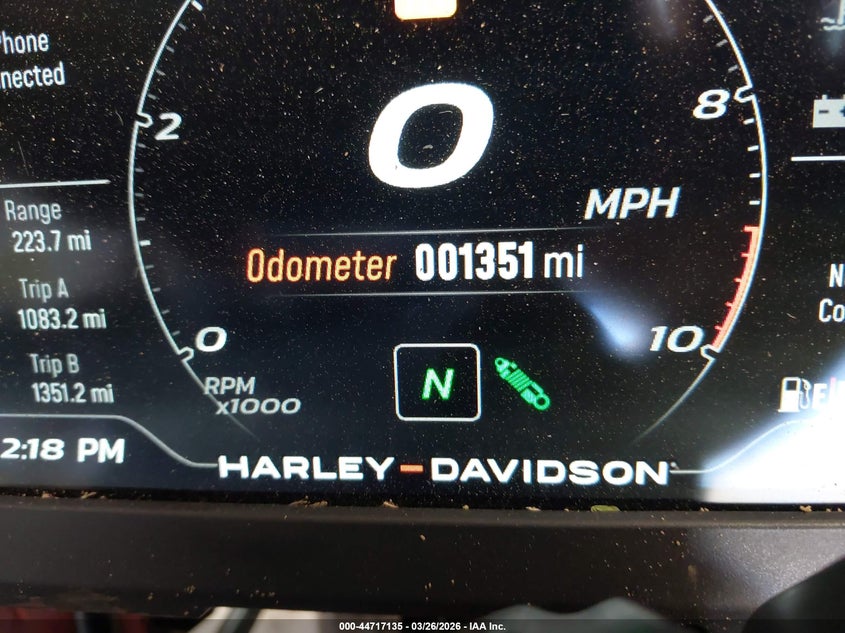 Phone
nnected
0
2
8
MPH
Range
223.7 mi
Odometer 001351 mi
Trip A
1083.2 mi
0
10
Trip B
1351.2 mi
RPM
x1000
N
2:18 PM
HARLEY-DAVIDSON
000-44717135 - 03/26/2026 - IAA Inc.